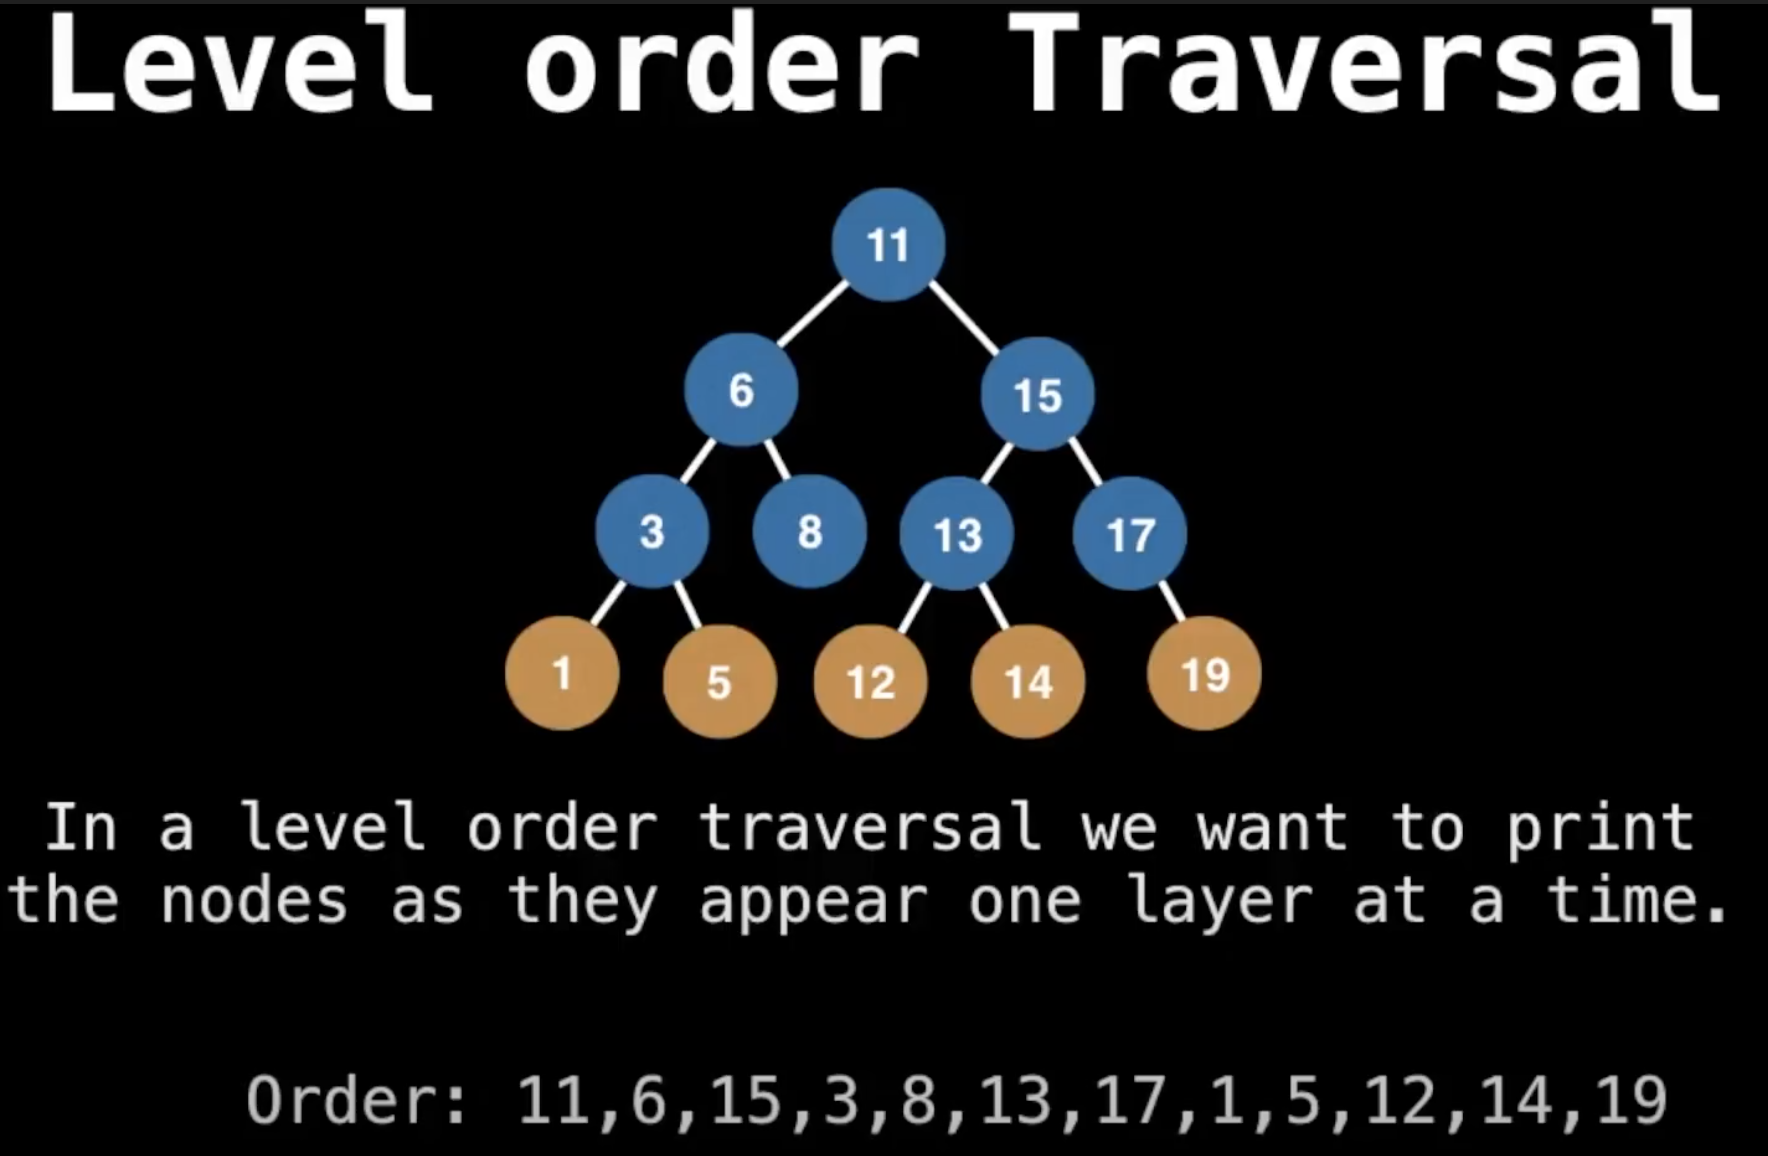 Level order Traversal
11
6 15
3 8 13 17
1 5 12 14 19
In a level order traversal we want to print
the nodes as they appear one layer at a time.
Order: 11,6,15,3,8,13,17,1,5,12,14,19